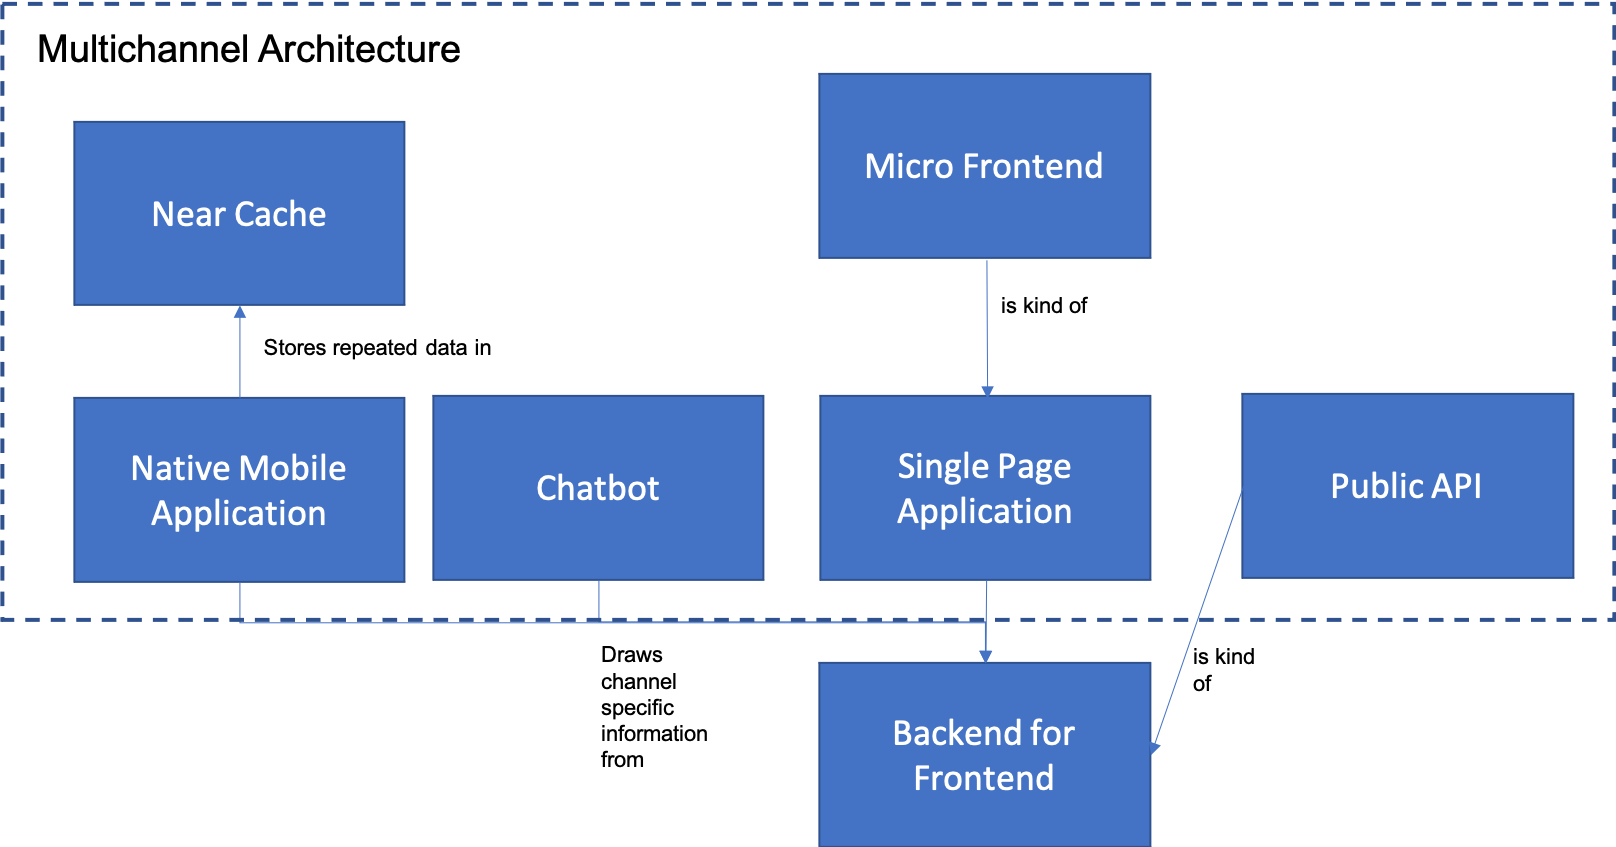 Multichannel Architecture
Micro Frontend
Near Cache
is kind of
Stores repeated data in
Native Mobile
Application
Chatbot
Single Page
Application
Public API
Draws
channel
specific
information
from
is kind
of
Backend for
Frontend